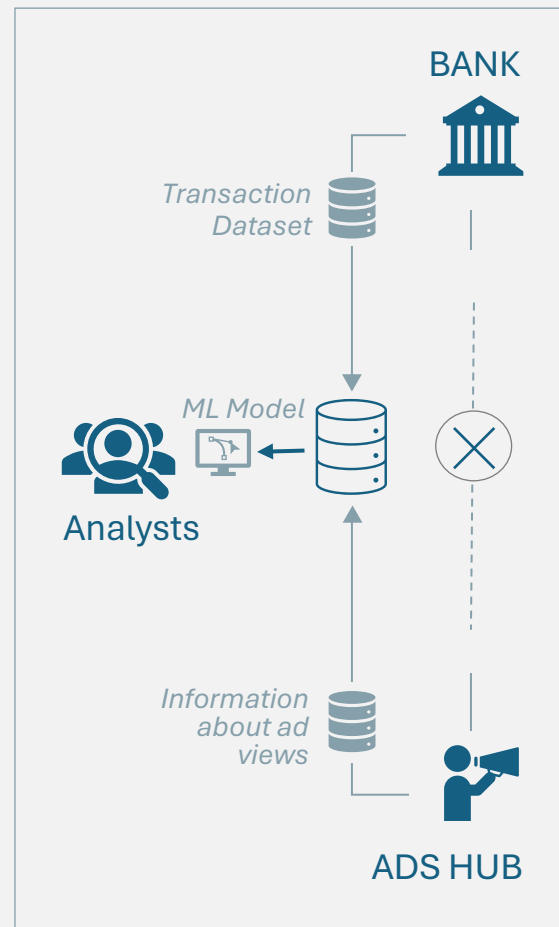 BANK
Transaction
Dataset
ML Model
Analysts
Information
about ad
views
ADS HUB